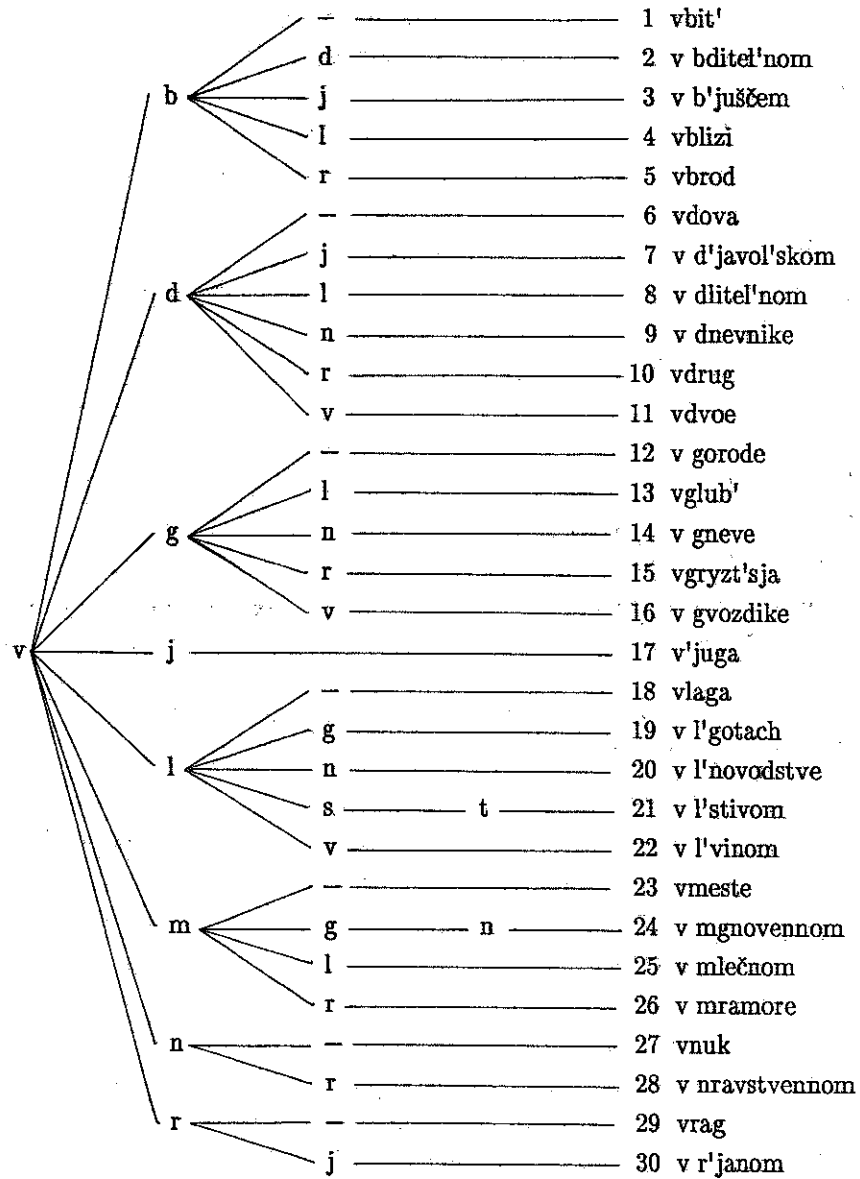 – 1 vbit'
d 2 v bditel'nom
b j 3 v b'juščem
l 4 vblizi
r 5 vbrod
– 6 vdova
j 7 v d'javol'skom
d l 8 v dlitel'nom
n 9 v dnevnike
r 10 vdrug
v 11 vdvoe
– 12 v gorode
l 13 vglub'
g n 14 v gneve
r 15 vgryzt'sja
v 16 v gvozdike
v j 17 v'juga
– 18 vlaga
g 19 v l'gotach
l n 20 v l'novodstve
s t 21 v l'stivom
v 22 v l'vinom
– 23 vmeste
m g n 24 v mgnovennom
l 25 v mlečnom
r 26 v mramore
n – 27 vnuk
r 28 v nravstvennom
r – 29 vrag
j 30 v r'janom